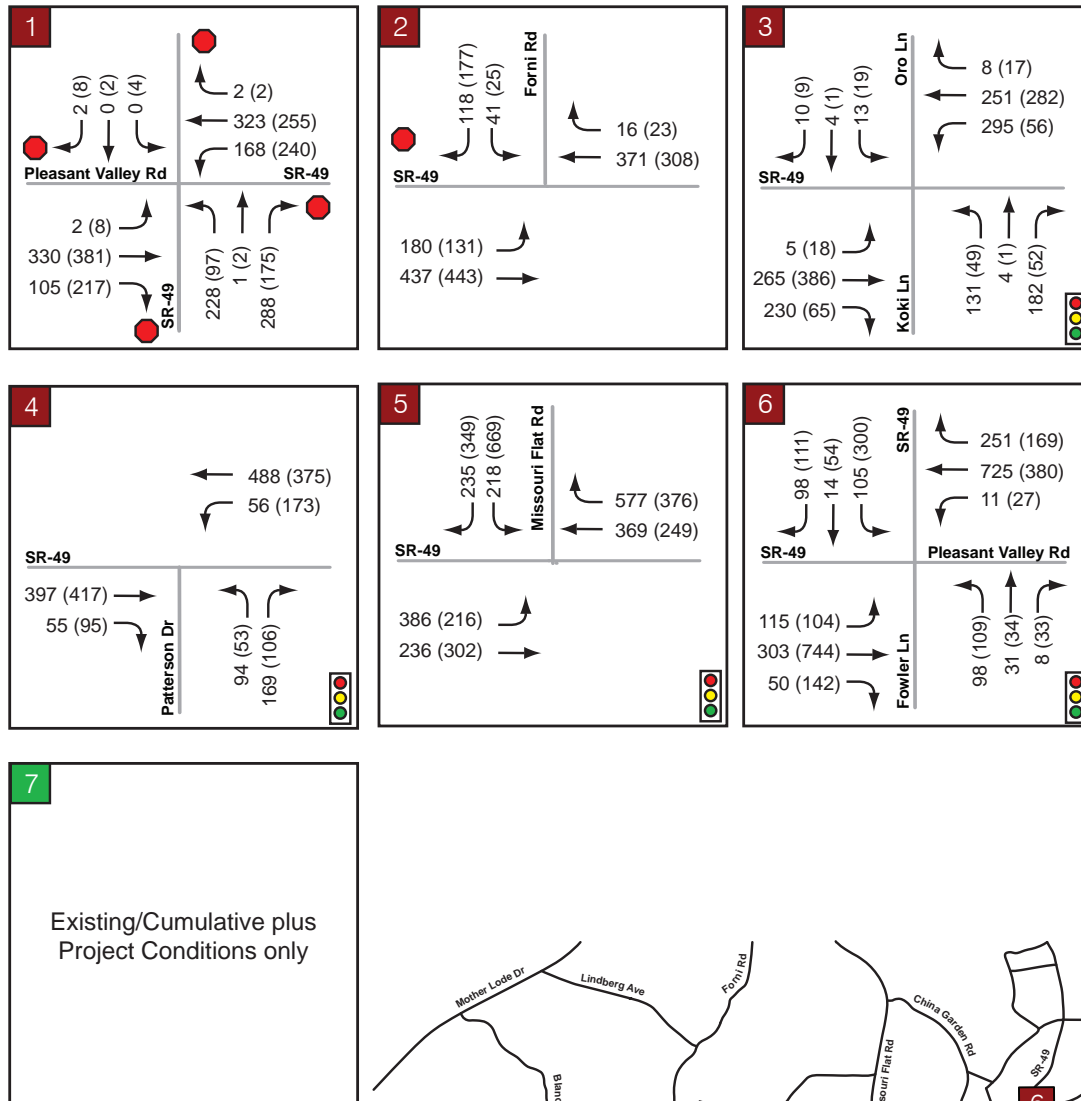 1
2 (8)
0 (2)
0 (4)
2 (2)
323 (255)
168 (240)
Pleasant Valley Rd
SR-49
2 (8)
330 (381)
105 (217)
SR-49
228 (97)
1 (2)
288 (175)
2
118 (177)
41 (25)
Forni Rd
16 (23)
371 (308)
SR-49
180 (131)
437 (443)
3
10 (9)
4 (1)
13 (19)
Oro Ln
8 (17)
251 (282)
295 (56)
SR-49
5 (18)
265 (386)
230 (65)
Koki Ln
131 (49)
4 (1)
182 (52)
4
488 (375)
56 (173)
SR-49
397 (417)
55 (95)
Patterson Dr
94 (53)
169 (106)
5
235 (349)
218 (669)
Missouri Flat Rd
577 (376)
369 (249)
SR-49
386 (216)
236 (302)
6
98 (111)
14 (54)
105 (300)
SR-49
251 (169)
725 (380)
11 (27)
SR-49
Pleasant Valley Rd
115 (104)
303 (744)
50 (142)
Fowler Ln
98 (109)
31 (34)
8 (33)
7
Existing/Cumulative plus
Project Conditions only
Mother Lode Dr
Lindberg Ave
Forni Rd
China Garden Rd
SR-49
souri Flat Rd
Blanc
6